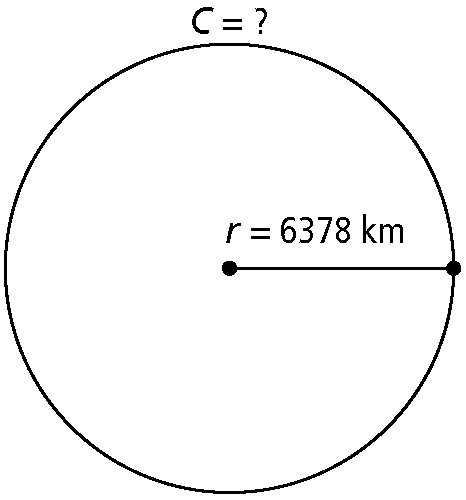 C = ?
r = 6378 km